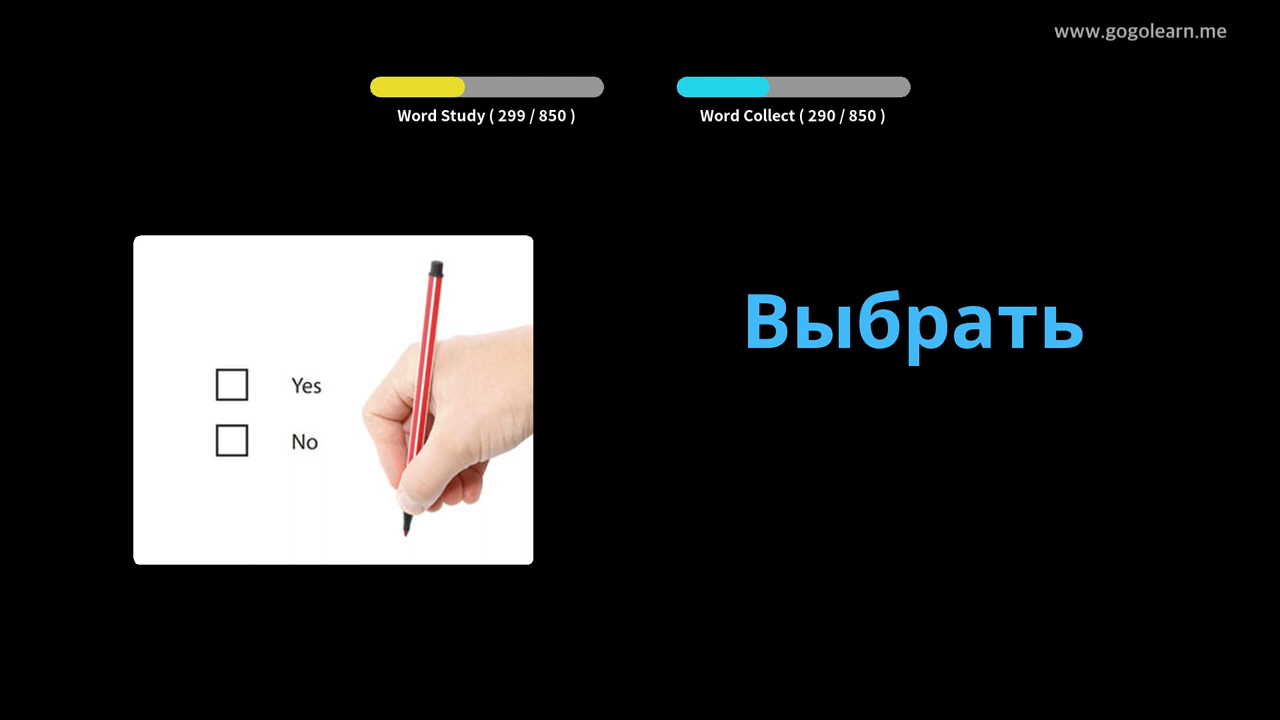 www.gogolearn.me
Word Study ( 299 / 850 )
Word Collect ( 290 / 850 )
Yes
No
Выбрать